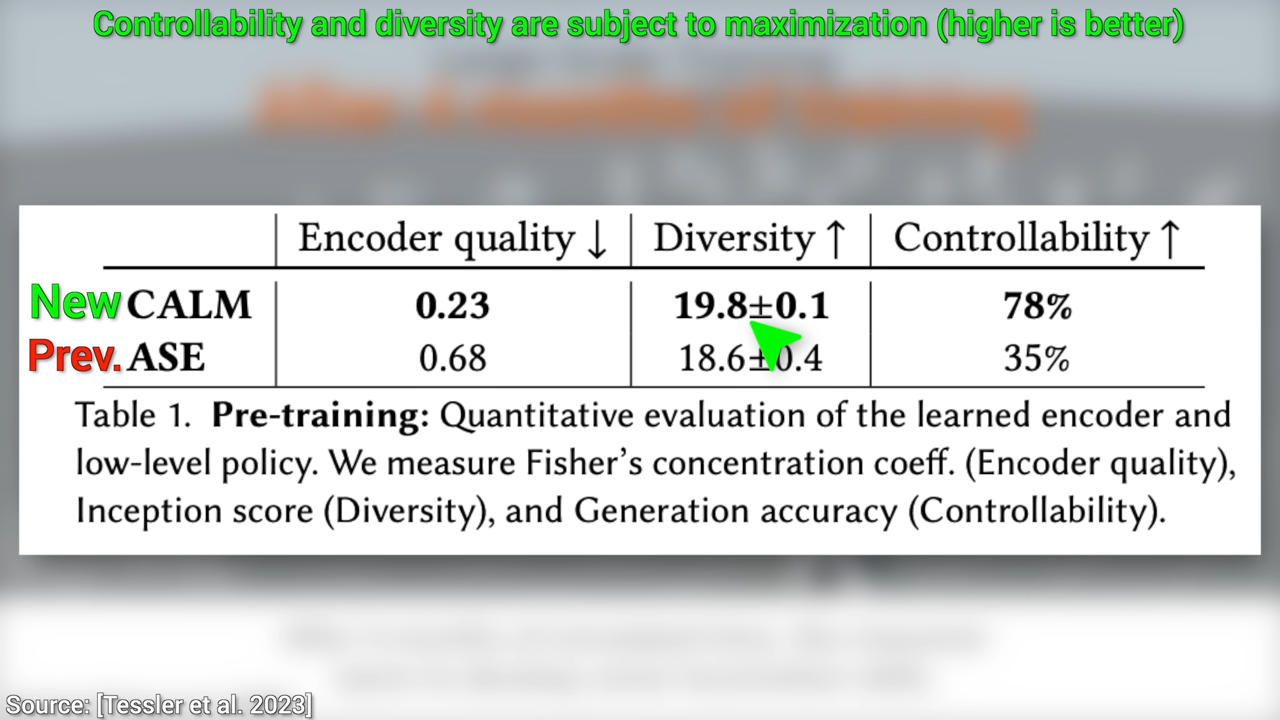 Controllability and diversity are subject to maximization (higher is better)
Encoder quality ↓ Diversity ↑ Controllability ↑
New CALM 0.23 19.8±0.1 78%
Prev. ASE 0.68 18.6±0.4 35%
Table 1. Pre-training: Quantitative evaluation of the learned encoder and
low-level policy. We measure Fisher's concentration coeff. (Encoder quality),
Inception score (Diversity), and Generation accuracy (Controllability).
Source: [Tessler et al. 2023]